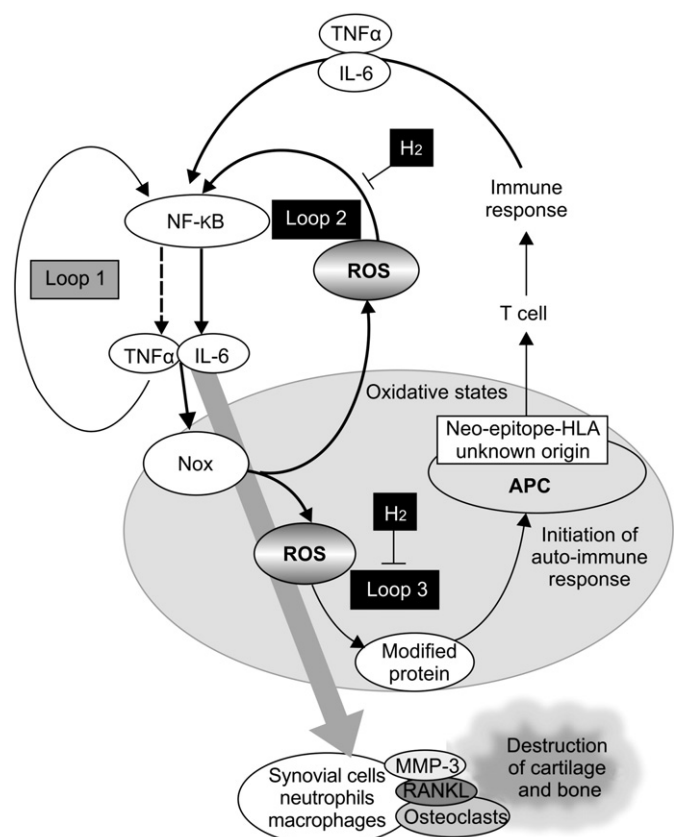 TNFα
IL-6
H2
Immune
response
NF-κB
Loop 2
ROS
Loop 1
T cell
TNFα
IL-6
Oxidative states
Neo-epitope-HLA
unknown origin
APC
Nox
H2
Initiation of
auto-immune
response
ROS
Loop 3
Modified
protein
Destruction
of cartilage
and bone
MMP-3
RANKL
Osteoclasts
Synovial cells
neutrophils
macrophages